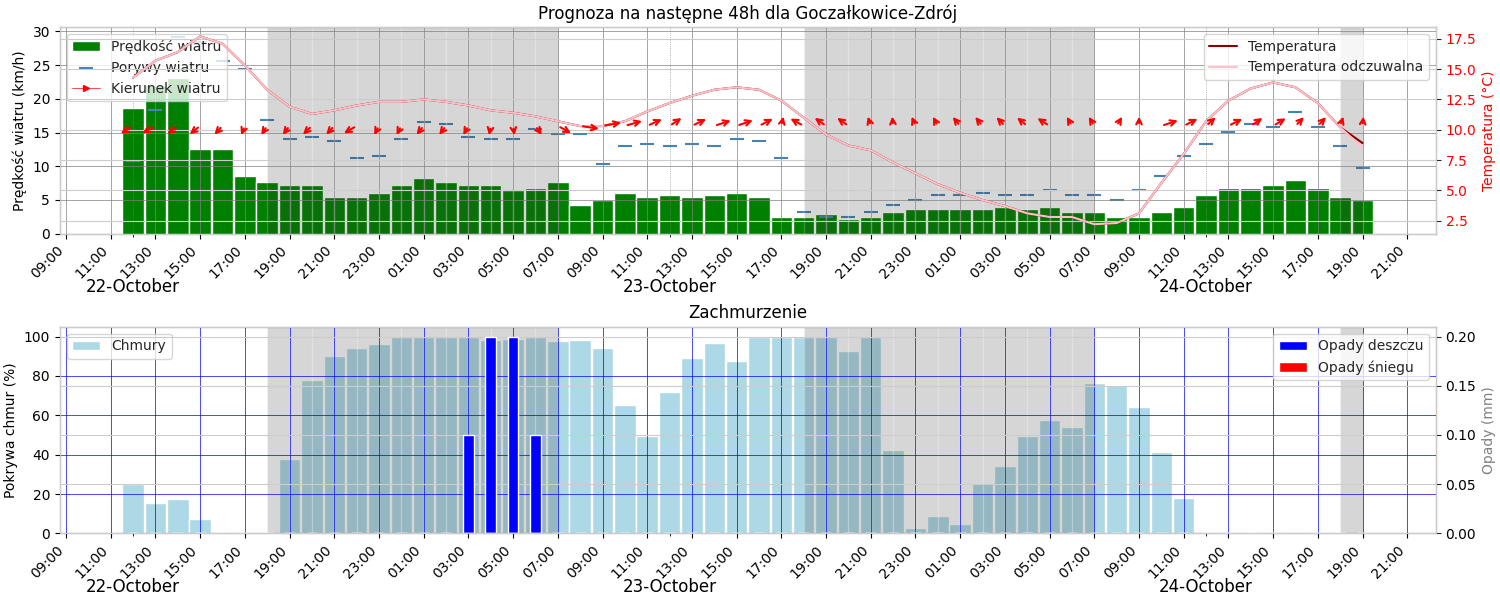 Prognoza na następne 48h dla Goczałkowice-Zdrój
Prędkość wiatru
Porywy wiatru
Kierunek wiatru
Temperatura
Temperatura odczuwalna
Prędkość wiatru (km/h)
30
25
20
15
10
5
0
17.5
15.0
12.5
10.0
7.5
5.0
2.5
Temperatura (°C)
09:00 11:00 13:00 15:00 17:00 19:00 21:00 23:00 01:00 03:00 05:00 07:00 09:00 11:00 13:00 15:00 17:00 19:00 21:00 23:00 01:00 03:00 05:00 07:00 09:00 11:00 13:00 15:00 17:00 19:00 21:00
22-October 23-October 24-October
Zachmurzenie
Chmury
Opady deszczu
Opady śniegu
Pokrywa chmur (%)
100
80
60
40
20
0
0.20
0.15
0.10
0.05
0.00
Opady (mm)
09:00 11:00 13:00 15:00 17:00 19:00 21:00 23:00 01:00 03:00 05:00 07:00 09:00 11:00 13:00 15:00 17:00 19:00 21:00 23:00 01:00 03:00 05:00 07:00 09:00 11:00 13:00 15:00 17:00 19:00 21:00
22-October 23-October 24-October